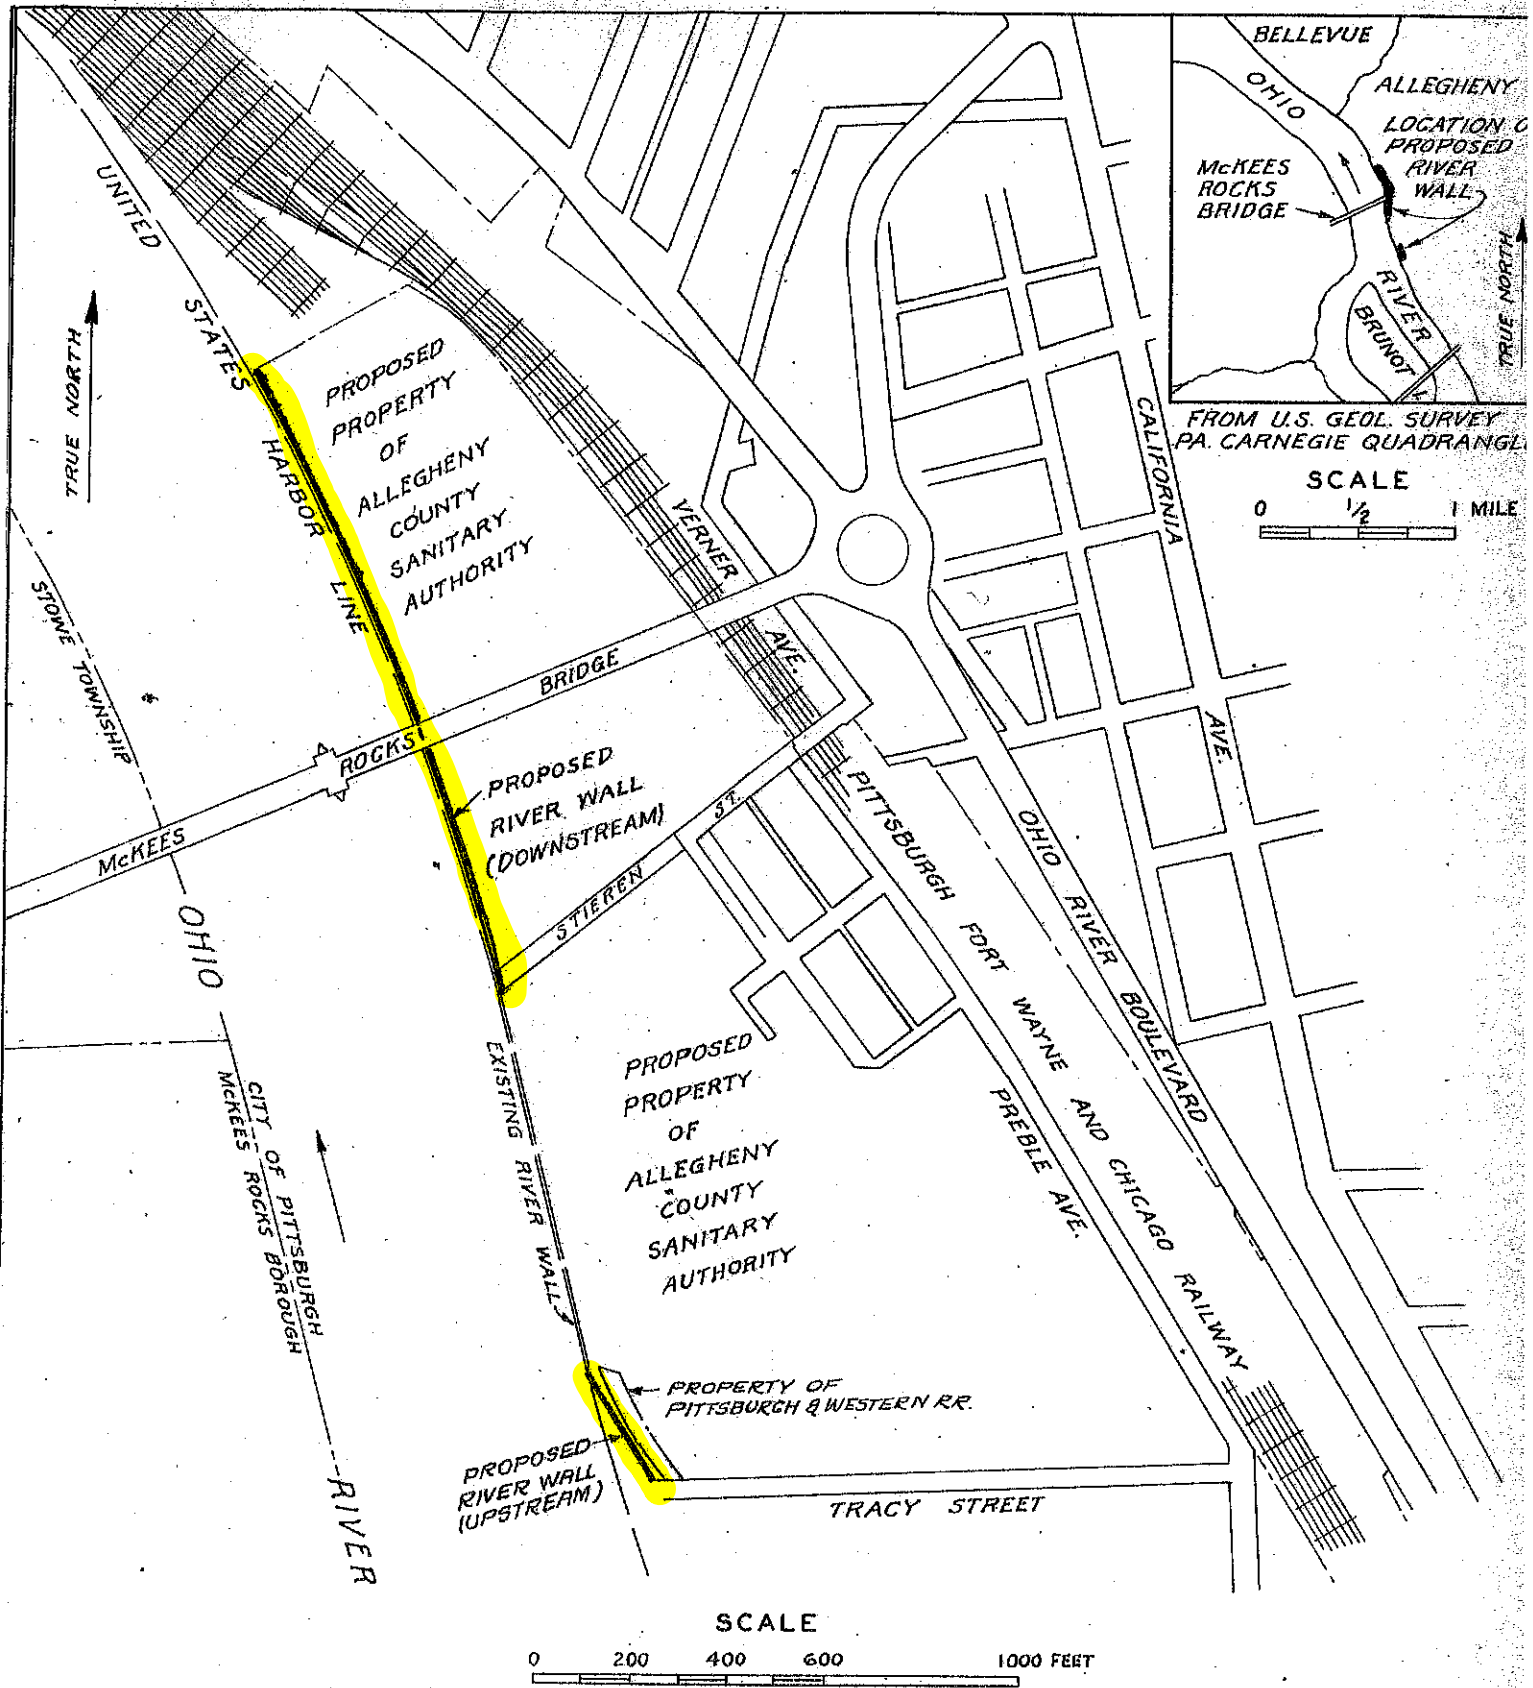 BELLEVUE
OHIO
ALLEGHENY
LOCATION O
PROPOSED
RIVER
WALL
McKEES
ROCKS
BRIDGE
RIVER
BRUNOT
TRUE NORTH
FROM U.S. GEOL. SURVEY
PA. CARNEGIE QUADRANGL
SCALE
0 1/2 1 MILE
UNITED
STATES
HARBOR
LINE
TRUE NORTH
PROPOSED
PROPERTY
OF
ALLEGHENY
COUNTY
SANITARY
AUTHORITY
VERNER
AVE.
CALIFORNIA
AVE.
STOWE TOWNSHIP
McKEES
ROCKS
BRIDGE
PROPOSED
RIVER WALL
(DOWNSTREAM)
STIEREN
ST.
PITTSBURGH FORT WAYNE AND CHICAGO RAILWAY
OHIO RIVER BOULEVARD
PREBLE AVE.
OHIO
RIVER
CITY OF PITTSBURGH
McKEES ROCKS BOROUGH
EXISTING RIVER WALL
PROPOSED
PROPERTY
OF
ALLEGHENY
COUNTY
SANITARY
AUTHORITY
PROPERTY OF
PITTSBURGH & WESTERN R.R.
PROPOSED
RIVER WALL
(UPSTREAM)
TRACY STREET
SCALE
0 200 400 600 1000 FEET